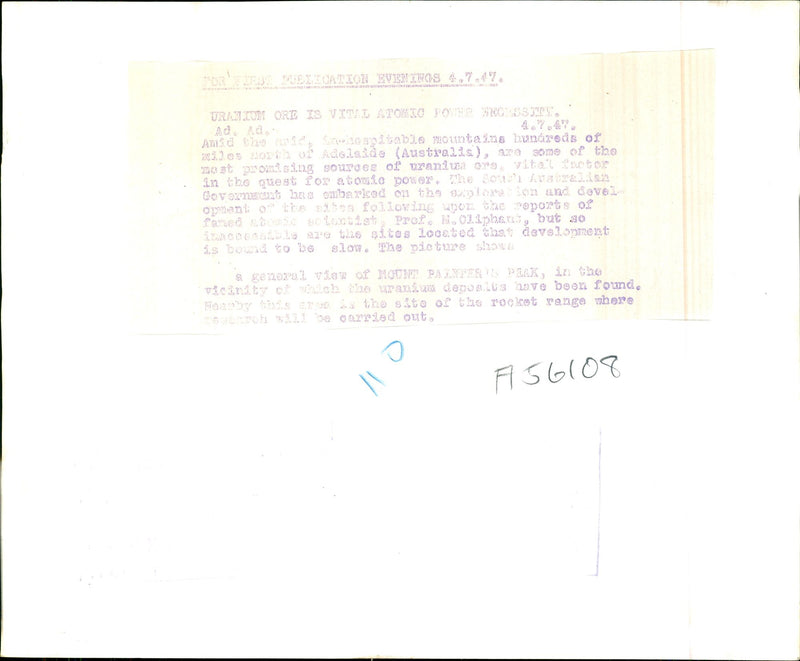 FOR FIRST PUBLICATION EVENINGS 4.7.47.
URANIUM ORE IS VITAL ATOMIC POWER NECESSITY.
Ad. Ad. 4.7.47.
Amid the arid, in-hospitable mountains hundreds of
miles north of Adelaide (Australia), are some of the
most promising sources of uranium ore, vital factor
in the quest for atomic power. The South Australian
Government has embarked on the exploration and devel-
opment of the sites following upon the reports of
famed atomic scientist, Prof. M.Oliphant, but so
inaccessible are the sites located that development
is bound to be slow. The picture shows
a general view of MOUNT PAINTER'S PEAK, in the
vicinity of which the uranium deposits have been found.
Nearby this area is the site of the rocket range where
research will be carried out.
A56108